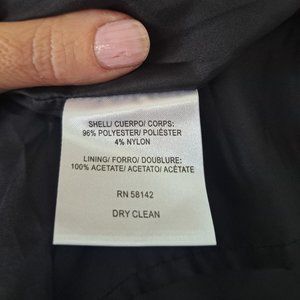 SHELL/ CUERPO/ CORPS:
96% POLYESTER/ POLIÉSTER
4% NYLON
LINING/ FORRO/ DOUBLURE:
100% ACETATE/ ACETATO/ ACÉTATE
RN 58142
DRY CLEAN